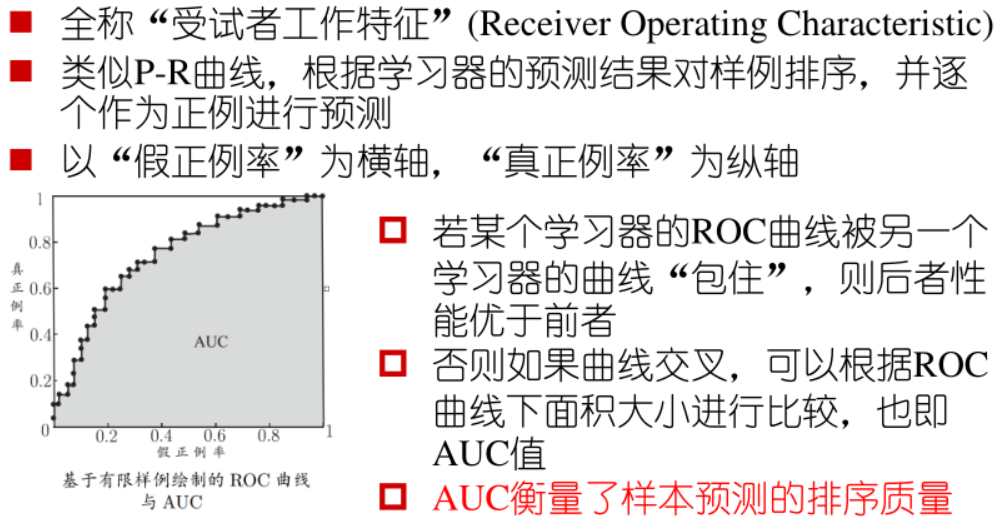 全称“受试者工作特征”(Receiver Operating Characteristic)
类似P-R曲线，根据学习器的预测结果对样例排序，并逐
个作为正例进行预测
以“假正例率”为横轴，“真正例率”为纵轴
1
0.8
0.6
0.4
0.2
0
真正例率
AUC
0.2 0.4 0.6 0.8 1
假正例率
基于有限样例绘制的 ROC 曲线
与 AUC
若某个学习器的ROC曲线被另一个
学习器的曲线“包住”，则后者性
能优于前者
否则如果曲线交叉，可以根据ROC
曲线下面积大小进行比较，也即
AUC值
AUC衡量了样本预测的排序质量